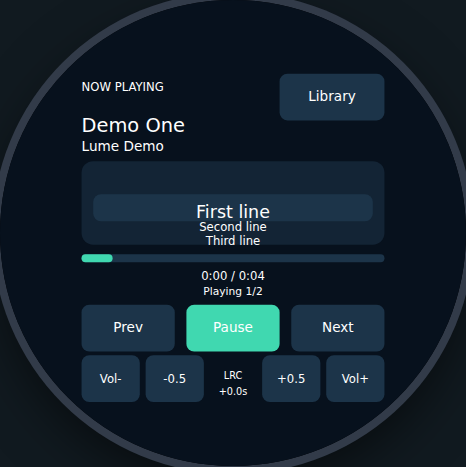 NOW PLAYING
Library
Demo One
Lume Demo
First line
Second line
Third line
0:00 / 0:04
Playing 1/2
Prev
Pause
Next
Vol-
-0.5
LRC
+0.0s
+0.5
Vol+